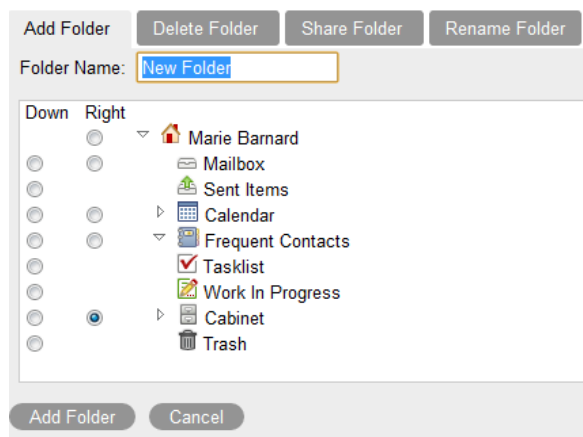 Add Folder Delete Folder Share Folder Rename Folder
Folder Name: New Folder
Down Right
Marie Barnard
Mailbox
Sent Items
Calendar
Frequent Contacts
Tasklist
Work In Progress
Cabinet
Trash
Add Folder Cancel